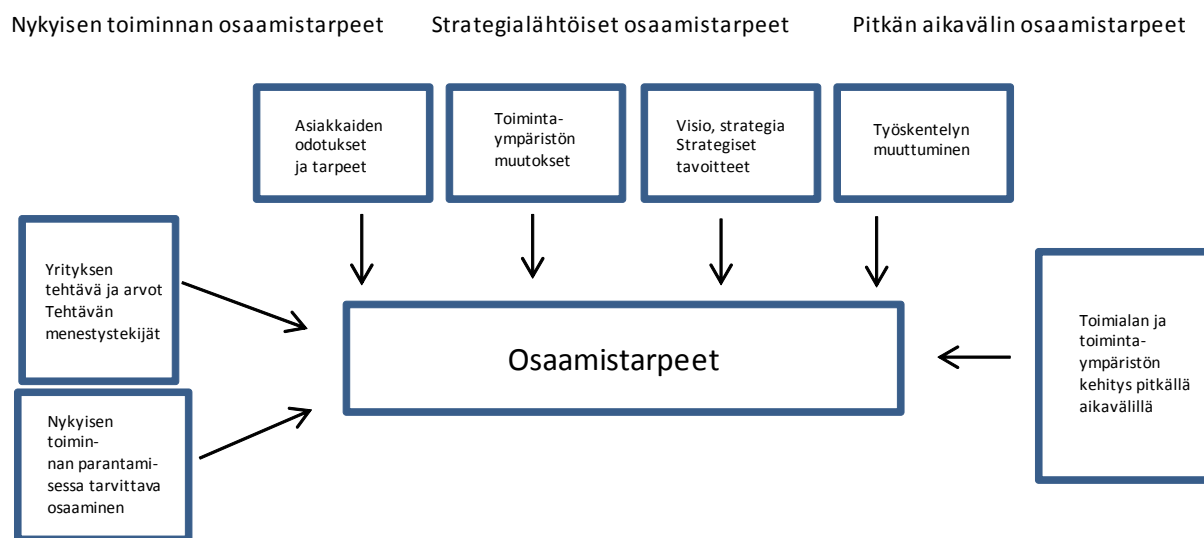 Nykyisen toiminnan osaamistarpeet
Strategialähtöiset osaamistarpeet
Pitkän aikavälin osaamistarpeet
Asiakkaiden
odotukset
ja tarpeet
Toiminta-
ympäristön
muutokset
Visio, strategia
Strategiset
tavoitteet
Työskentelyn
muuttuminen
Yrityksen
tehtävä ja arvot
Tehtävän
menestystekijät
Osaamistarpeet
Toimialan ja
toiminta-
ympäristön
kehitys pitkällä
aikavälillä
Nykyisen
toimin-
nan parantami-
sessa tarvittava
osaaminen